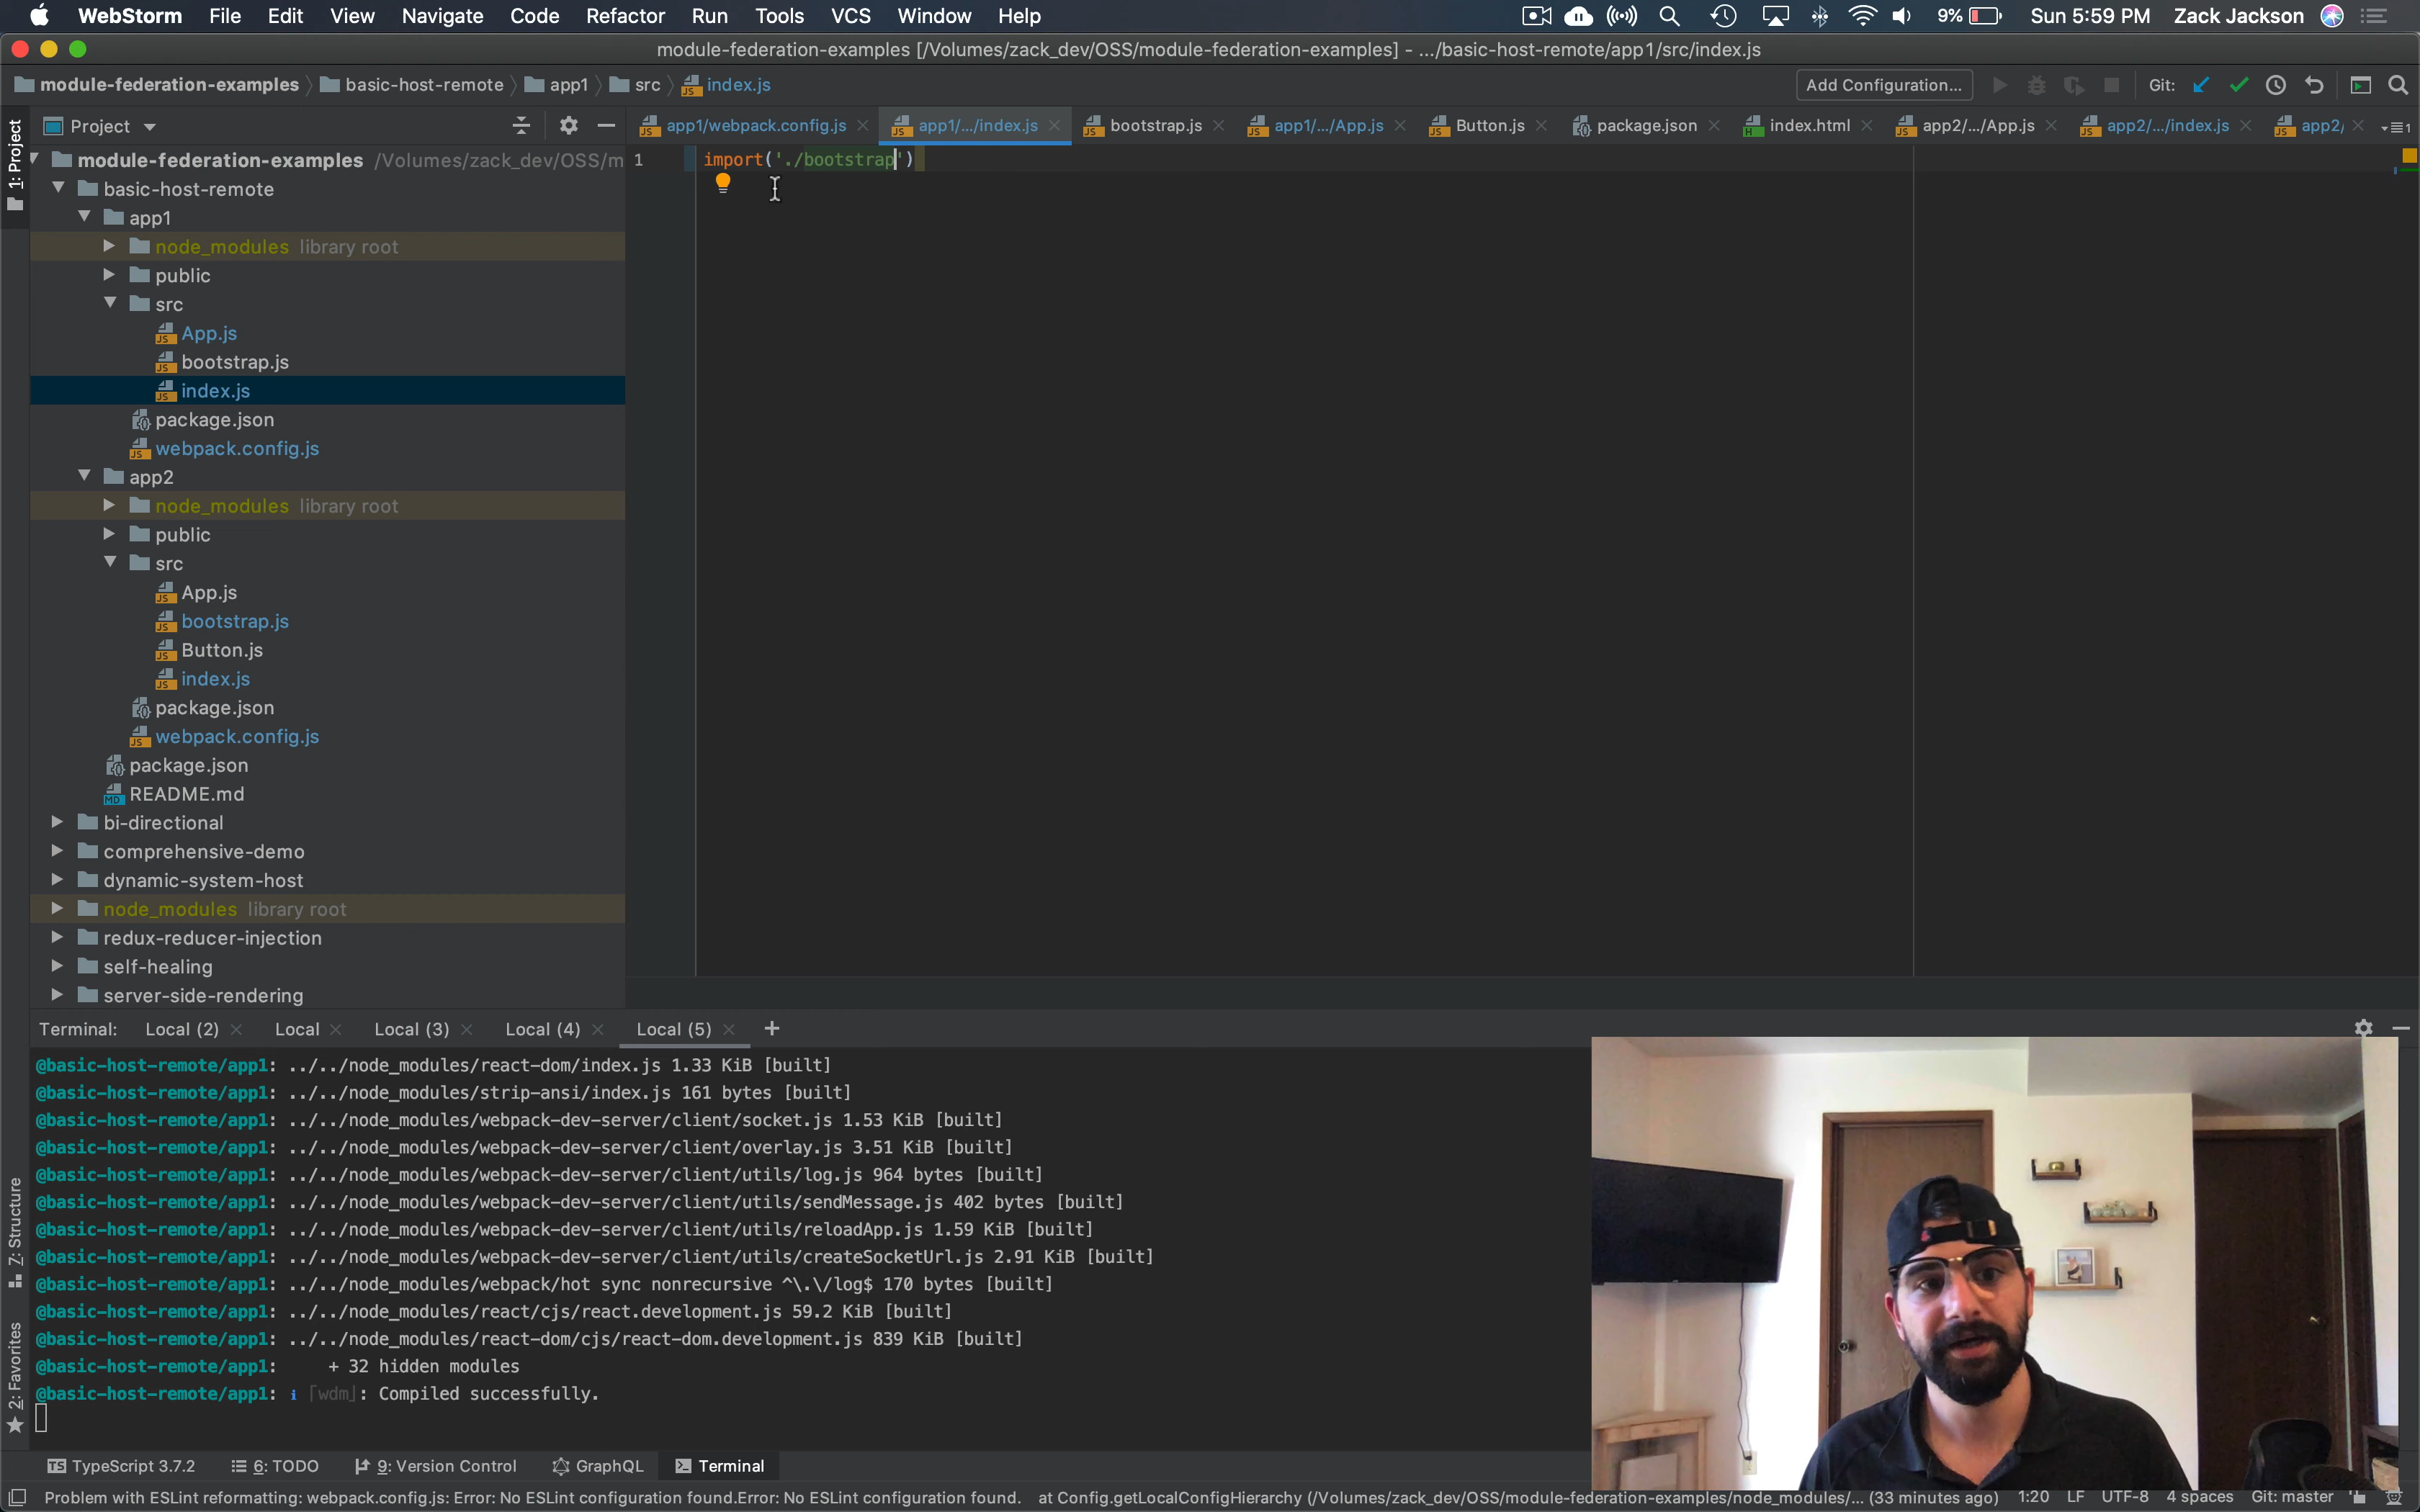 WebStorm File Edit View Navigate Code Refactor Run Tools VCS Window Help 9% Sun 5:59 PM Zack Jackson
module-federation-examples [/Volumes/zack_dev/OSS/module-federation-examples] - .../basic-host-remote/app1/src/index.js
module-federation-examples basic-host-remote app1 src index.js Add Configuration... Git:
1: Project
Project
app1/webpack.config.js app1/.../index.js bootstrap.js app1/.../App.js Button.js package.json index.html app2/.../App.js app2/.../index.js app2/
module-federation-examples /Volumes/zack_dev/OSS/m
1 import('./bootstrap')
basic-host-remote
app1
node_modules library root
public
src
App.js
bootstrap.js
index.js
package.json
webpack.config.js
app2
node_modules library root
public
src
App.js
bootstrap.js
Button.js
index.js
package.json
webpack.config.js
package.json
README.md
bi-directional
comprehensive-demo
dynamic-system-host
node_modules library root
redux-reducer-injection
self-healing
server-side-rendering
Terminal: Local (2) Local Local (3) Local (4) Local (5) +
@basic-host-remote/app1: ../../node_modules/react-dom/index.js 1.33 KiB [built]
@basic-host-remote/app1: ../../node_modules/strip-ansi/index.js 161 bytes [built]
@basic-host-remote/app1: ../../node_modules/webpack-dev-server/client/socket.js 1.53 KiB [built]
@basic-host-remote/app1: ../../node_modules/webpack-dev-server/client/overlay.js 3.51 KiB [built]
@basic-host-remote/app1: ../../node_modules/webpack-dev-server/client/utils/log.js 964 bytes [built]
@basic-host-remote/app1: ../../node_modules/webpack-dev-server/client/utils/sendMessage.js 402 bytes [built]
@basic-host-remote/app1: ../../node_modules/webpack-dev-server/client/utils/reloadApp.js 1.59 KiB [built]
@basic-host-remote/app1: ../../node_modules/webpack-dev-server/client/utils/createSocketUrl.js 2.91 KiB [built]
@basic-host-remote/app1: ../../node_modules/webpack/hot sync nonrecursive ^\.\/log$ 170 bytes [built]
@basic-host-remote/app1: ../../node_modules/react/cjs/react.development.js 59.2 KiB [built]
@basic-host-remote/app1: ../../node_modules/react-dom/cjs/react-dom.development.js 839 KiB [built]
@basic-host-remote/app1: + 32 hidden modules
@basic-host-remote/app1: ℹ ｢wdm｣: Compiled successfully.
Z: Structure
2: Favorites
TypeScript 3.7.2 6: TODO 9: Version Control GraphQL Terminal
Problem with ESLint reformatting: webpack.config.js: Error: No ESLint configuration found.Error: No ESLint configuration found. at Config.getLocalConfigHierarchy (/Volumes/zack_dev/OSS/module-federation-examples/node_modules/... (33 minutes ago) 1:20 LF UTF-8 4 spaces Git: master